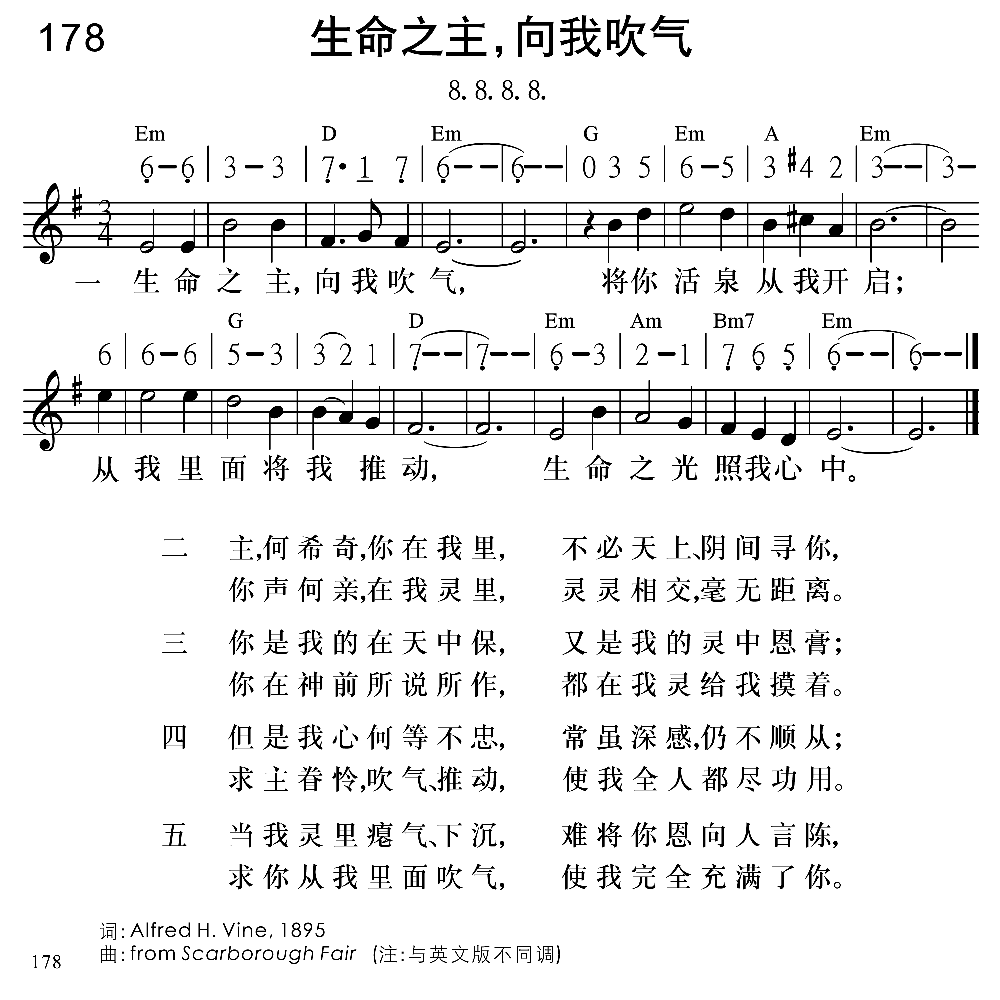 178
生命之主，向我吹气
8. 8. 8. 8.
Em D Em G Em A Em
6-6 | 3-3 | 7·1 7 | 6-- | 6-- | 0 3 5 | 6-5 | 3 #4 2 | 3-- | 3-
3/4
一 生命之主，向我吹气， 将你活泉从我开启；
G D Em Am Bm7 Em
6 | 6-6 | 5-3 | 3 2 1 | 7-- | 7-- | 6-3 | 2-1 | 7 6 5 | 6-- | 6--
从我里面将我推动， 生命之光照我心中。
二 主，何希奇，你在我里， 不必天上、阴间寻你，
你声何亲，在我灵里， 灵灵相交，毫无距离。
三 你是我的在天中保， 又是我的灵中恩膏；
你在神前所说所作， 都在我灵给我摸着。
四 但是我心何等不忠， 常虽深感，仍不顺从；
求主眷怜，吹气、推动， 使我全人都尽功用。
五 当我灵里瘪气、下沉， 难将你恩向人言陈，
求你从我里面吹气， 使我完全充满了你。
词: Alfred H. Vine, 1895
曲: from Scarborough Fair (注:与英文版不同调)
178